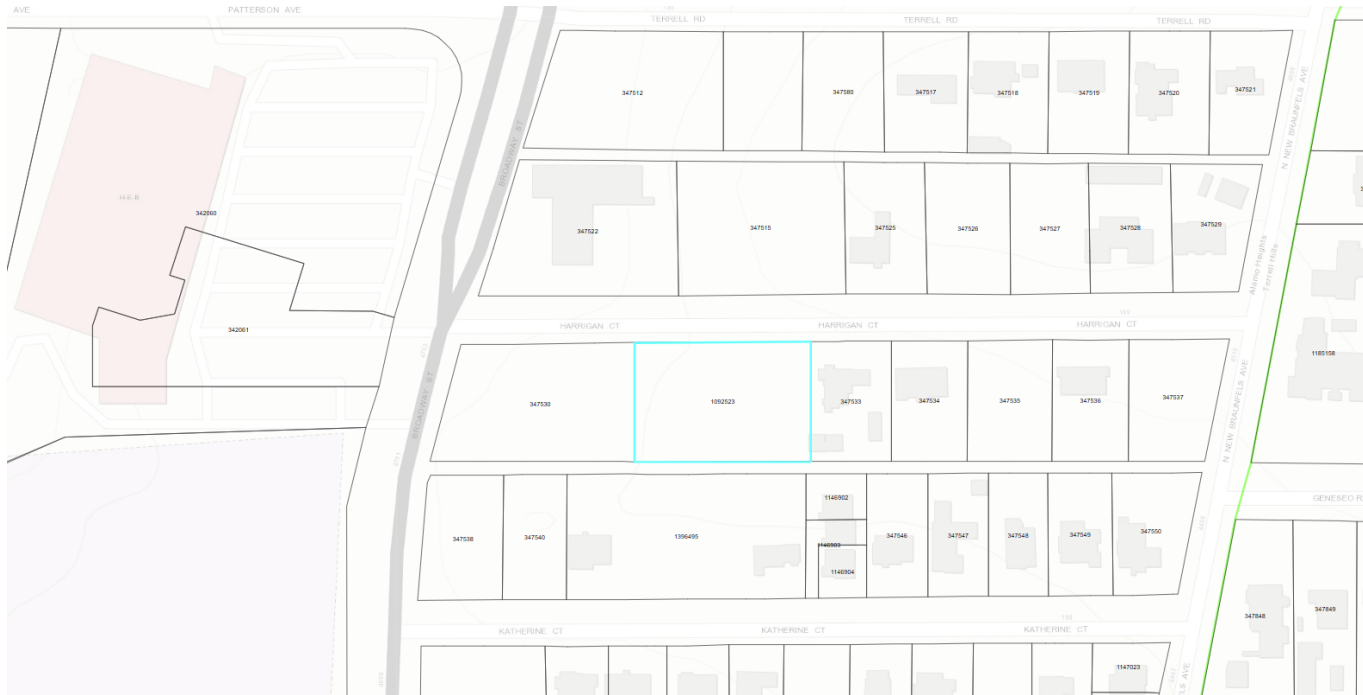 AVE
PATTERSON AVE
TERRELL RD
TERRELL RD
TERRELL RD
347512
347580
347517
347518
347519
347520
347521
N NEW BRAUNFELS AVE
BROADWAY ST
H-E-B
342060
347522
347515
347525
347526
347527
347528
347529
Alamo Heights
Terrell Hills
342061
HARRIGAN CT
HARRIGAN CT
HARRIGAN CT
BROADWAY ST
347530
1092523
347533
347534
347535
347536
347537
1185158
N NEW BRAUNFELS AVE
347538
347540
1396495
1146902
1146903
1146904
347546
347547
347548
347549
347550
GENESEO R
KATHERINE CT
KATHERINE CT
KATHERINE CT
347848
347849
1147023
ELS AVE